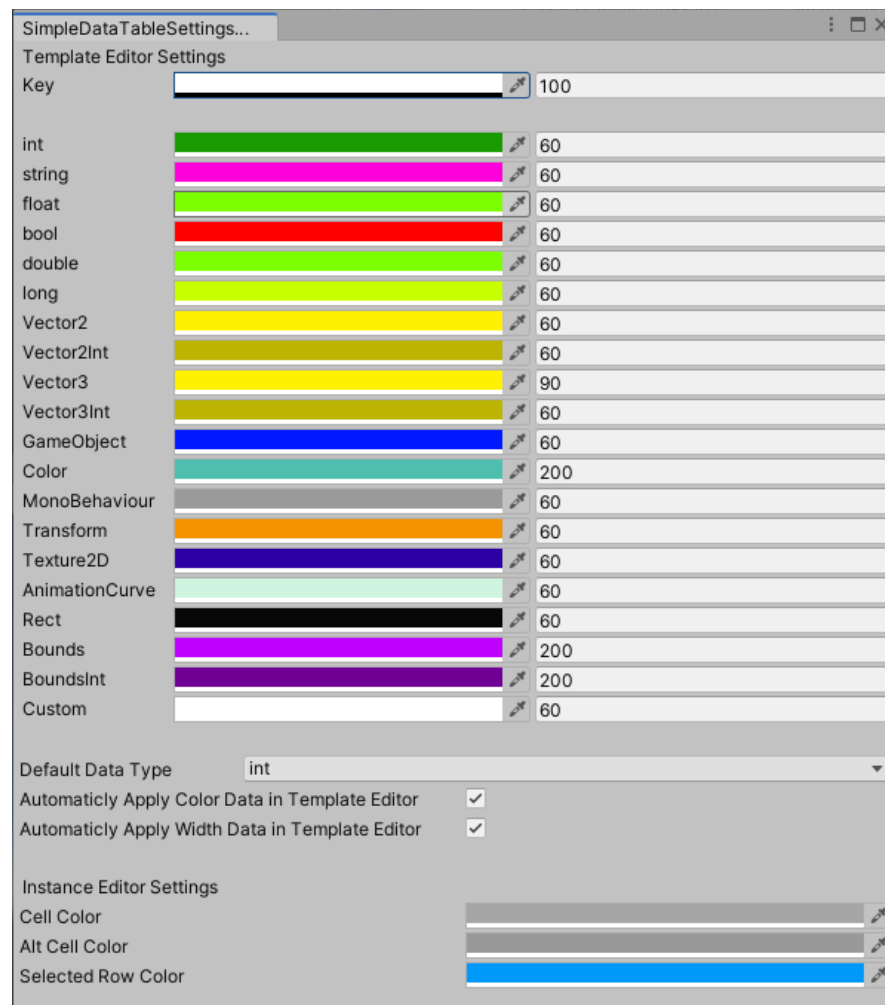 SimpleDataTableSettings...
Template Editor Settings
Key 100
int 60
string 60
float 60
bool 60
double 60
long 60
Vector2 60
Vector2Int 60
Vector3 90
Vector3Int 60
GameObject 60
Color 200
MonoBehaviour 60
Transform 60
Texture2D 60
AnimationCurve 60
Rect 60
Bounds 200
BoundsInt 200
Custom 60
Default Data Type int
Automaticly Apply Color Data in Template Editor
Automaticly Apply Width Data in Template Editor
Instance Editor Settings
Cell Color
Alt Cell Color
Selected Row Color